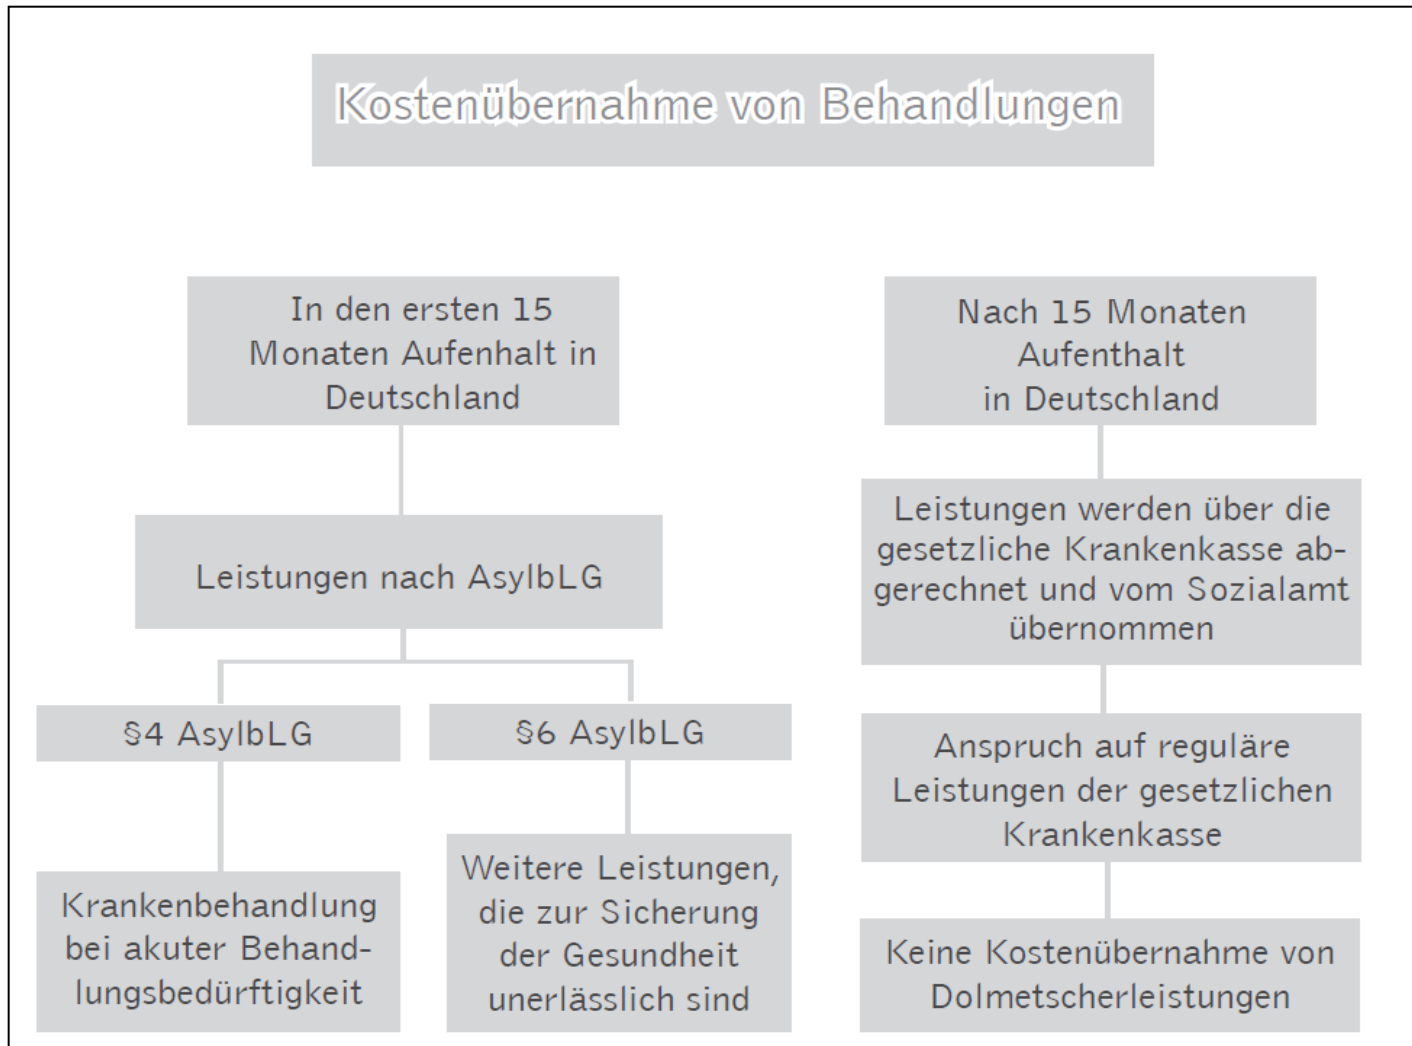 Kostenübernahme von Behandlungen
In den ersten 15
Monaten Aufenhalt in
Deutschland
Leistungen nach AsylbLG
§4 AsylbLG
§6 AsylbLG
Krankenbehandlung
bei akuter Behand-
lungsbedürftigkeit
Weitere Leistungen,
die zur Sicherung
der Gesundheit
unerlässlich sind
Nach 15 Monaten
Aufenthalt
in Deutschland
Leistungen werden über die
gesetzliche Krankenkasse ab-
gerechnet und vom Sozialamt
übernommen
Anspruch auf reguläre
Leistungen der gesetzlichen
Krankenkasse
Keine Kostenübernahme von
Dolmetscherleistungen